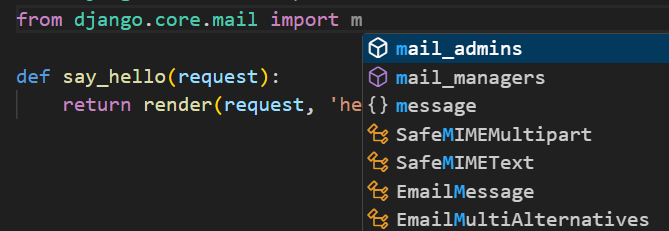 from django.core.mail import m
mail_admins
def say_hello(request):
mail_managers
return render(request, 'he
message
SafeMIMEMultipart
SafeMIMEText
EmailMessage
EmailMultiAlternatives